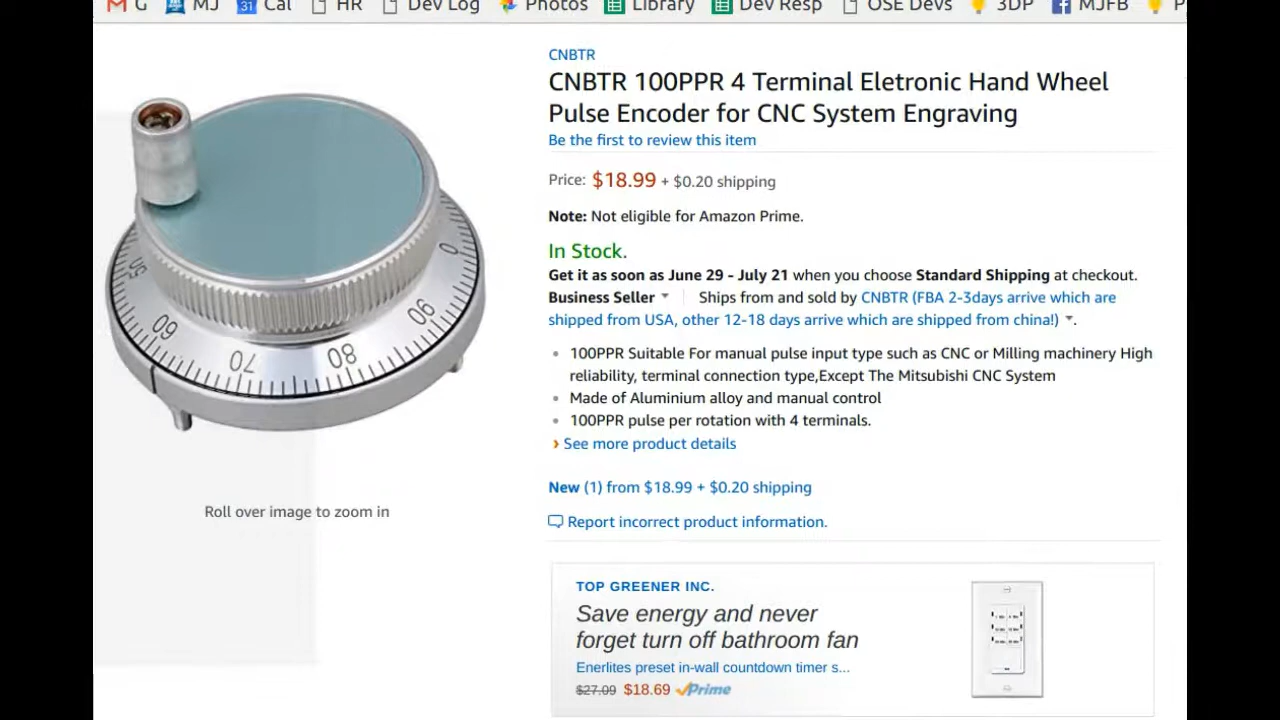 G MJ Cal HR Dev Log Photos Library Dev Resp OSE Devs 3DP MJFB
CNBTR
CNBTR 100PPR 4 Terminal Eletronic Hand Wheel
Pulse Encoder for CNC System Engraving
Be the first to review this item
Price: $18.99 + $0.20 shipping
Note: Not eligible for Amazon Prime.
In Stock.
Get it as soon as June 29 - July 21 when you choose Standard Shipping at checkout.
Business Seller Ships from and sold by CNBTR (FBA 2-3days arrive which are
shipped from USA, other 12-18 days arrive which are shipped from china!) .
100PPR Suitable For manual pulse input type such as CNC or Milling machinery High
reliability, terminal connection type,Except The Mitsubishi CNC System
Made of Aluminium alloy and manual control
100PPR pulse per rotation with 4 terminals.
› See more product details
New (1) from $18.99 + $0.20 shipping
Report incorrect product information.
0
90
80
70
60
55
Roll over image to zoom in
TOP GREENER INC.
Save energy and never
forget turn off bathroom fan
Enerlites preset in-wall countdown timer s...
$27.09 $18.69 Prime